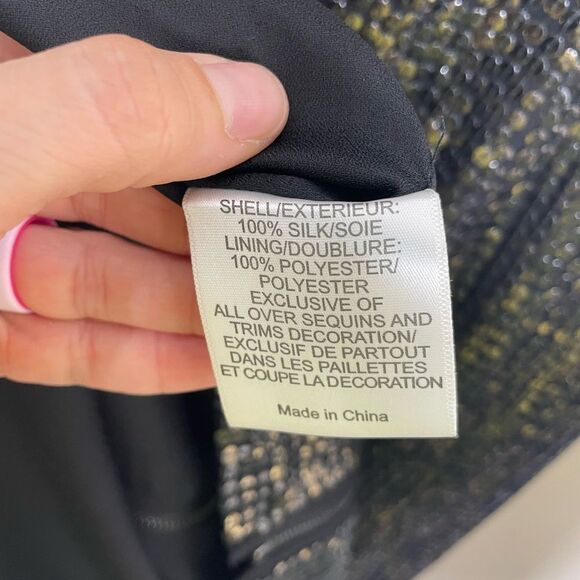 SHELL/EXTERIEUR:
100% SILK/SOIE
LINING/DOUBLURE:
100% POLYESTER/
POLYESTER
EXCLUSIVE OF
ALL OVER SEQUINS AND
TRIMS DECORATION/
EXCLUSIF DE PARTOUT
DANS LES PAILLETTES
ET COUPE LA DECORATION
Made in China